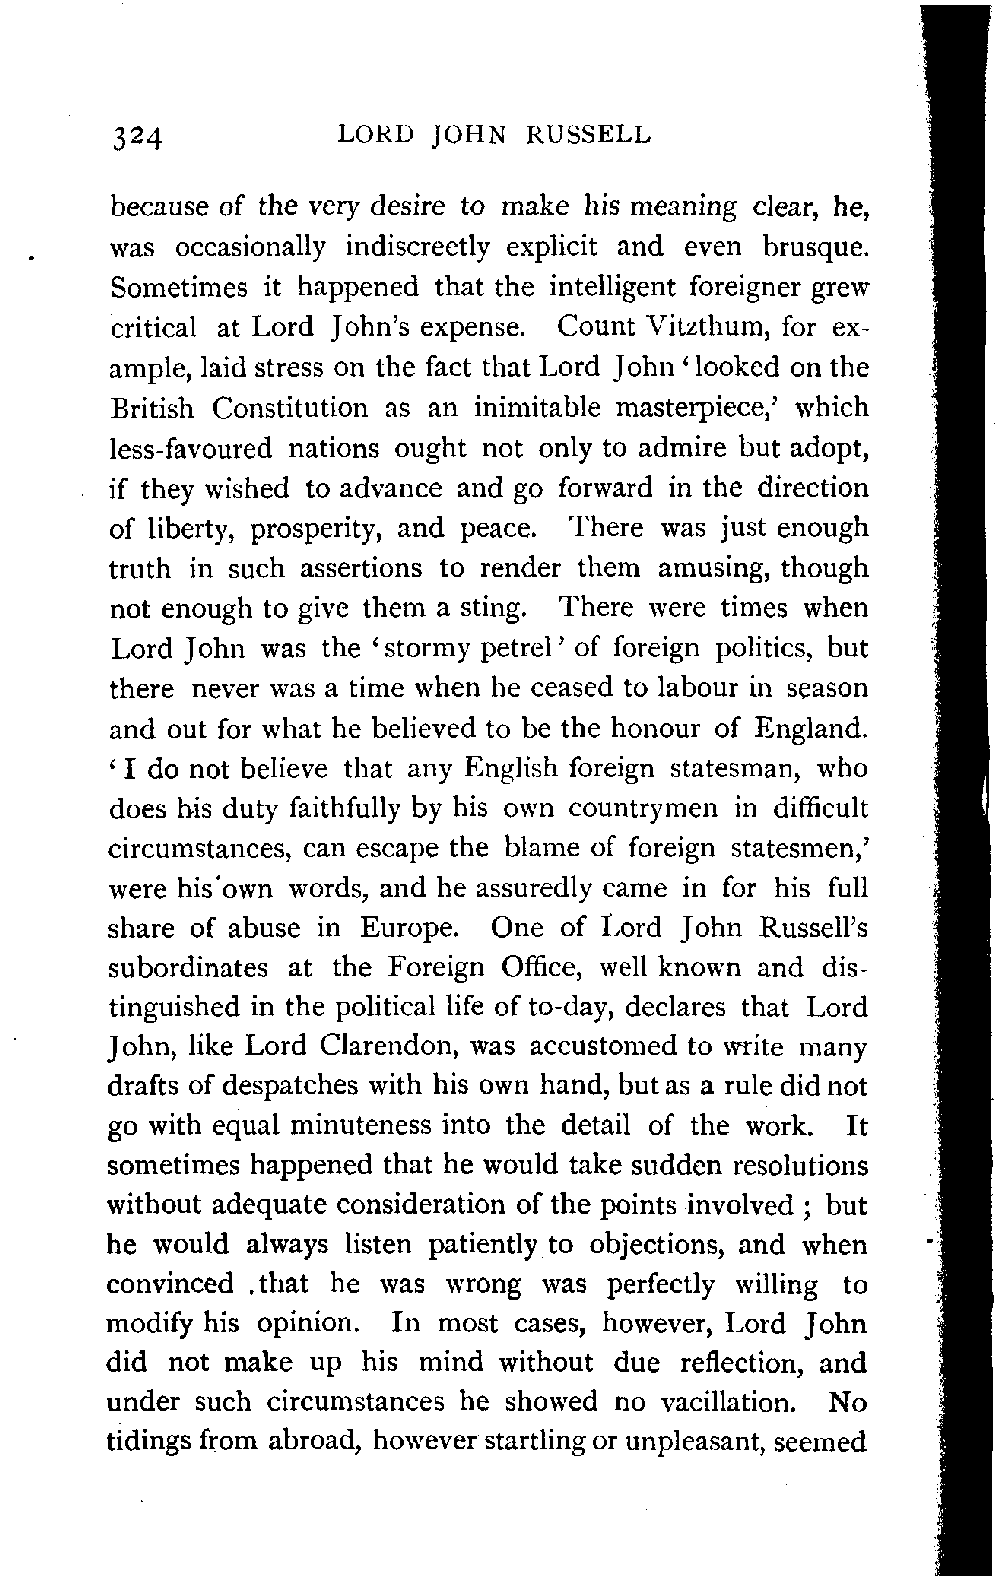 324 LORD JOHN RUSSELL
because of the very desire to make his meaning clear, he,
was occasionally indiscreetly explicit and even brusque.
Sometimes it happened that the intelligent foreigner grew
critical at Lord John's expense. Count Vitzthum, for ex-
ample, laid stress on the fact that Lord John ‘looked on the
British Constitution as an inimitable masterpiece,’ which
less-favoured nations ought not only to admire but adopt,
if they wished to advance and go forward in the direction
of liberty, prosperity, and peace. There was just enough
truth in such assertions to render them amusing, though
not enough to give them a sting. There were times when
Lord John was the ‘stormy petrel’ of foreign politics, but
there never was a time when he ceased to labour in season
and out for what he believed to be the honour of England.
‘I do not believe that any English foreign statesman, who
does his duty faithfully by his own countrymen in difficult
circumstances, can escape the blame of foreign statesmen,’
were his own words, and he assuredly came in for his full
share of abuse in Europe. One of Lord John Russell's
subordinates at the Foreign Office, well known and dis-
tinguished in the political life of to-day, declares that Lord
John, like Lord Clarendon, was accustomed to write many
drafts of despatches with his own hand, but as a rule did not
go with equal minuteness into the detail of the work. It
sometimes happened that he would take sudden resolutions
without adequate consideration of the points involved ; but
he would always listen patiently to objections, and when
convinced that he was wrong was perfectly willing to
modify his opinion. In most cases, however, Lord John
did not make up his mind without due reflection, and
under such circumstances he showed no vacillation. No
tidings from abroad, however startling or unpleasant, seemed